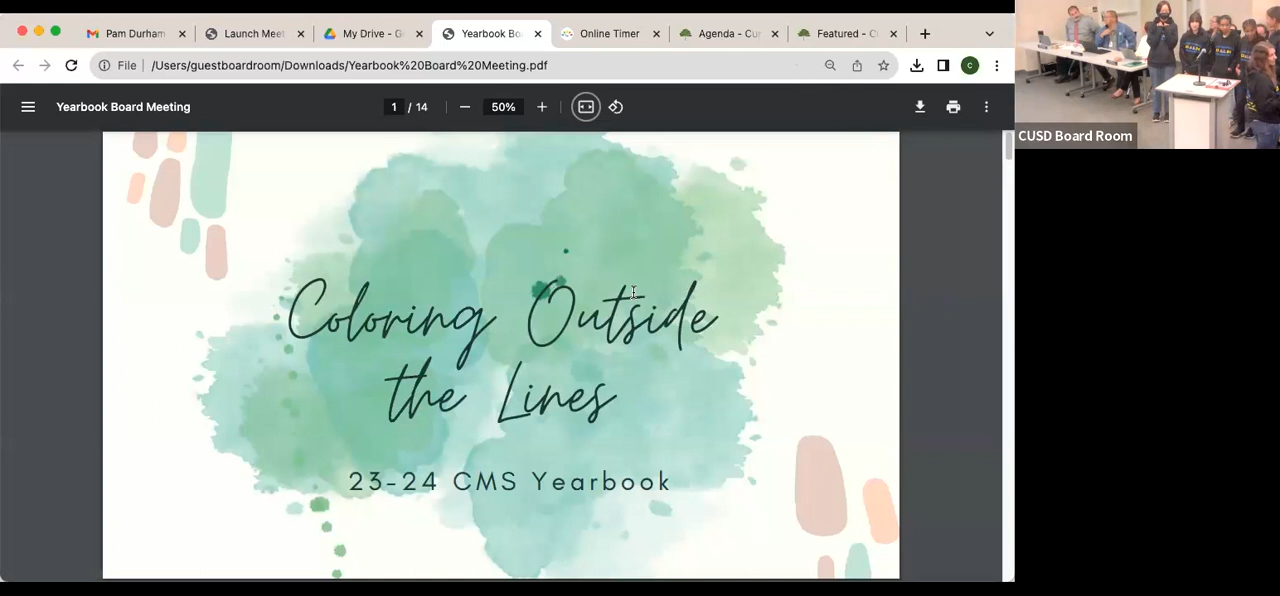 Pam Durham
Launch Meet
My Drive - G
Yearbook Bo
Online Timer
Agenda - Cu
Featured - C
File
/Users/guestboardroom/Downloads/Yearbook%20Board%20Meeting.pdf
C
Yearbook Board Meeting
1 / 14
50%
CUSD Board Room
Coloring Outside
the Lines
23-24 CMS Yearbook